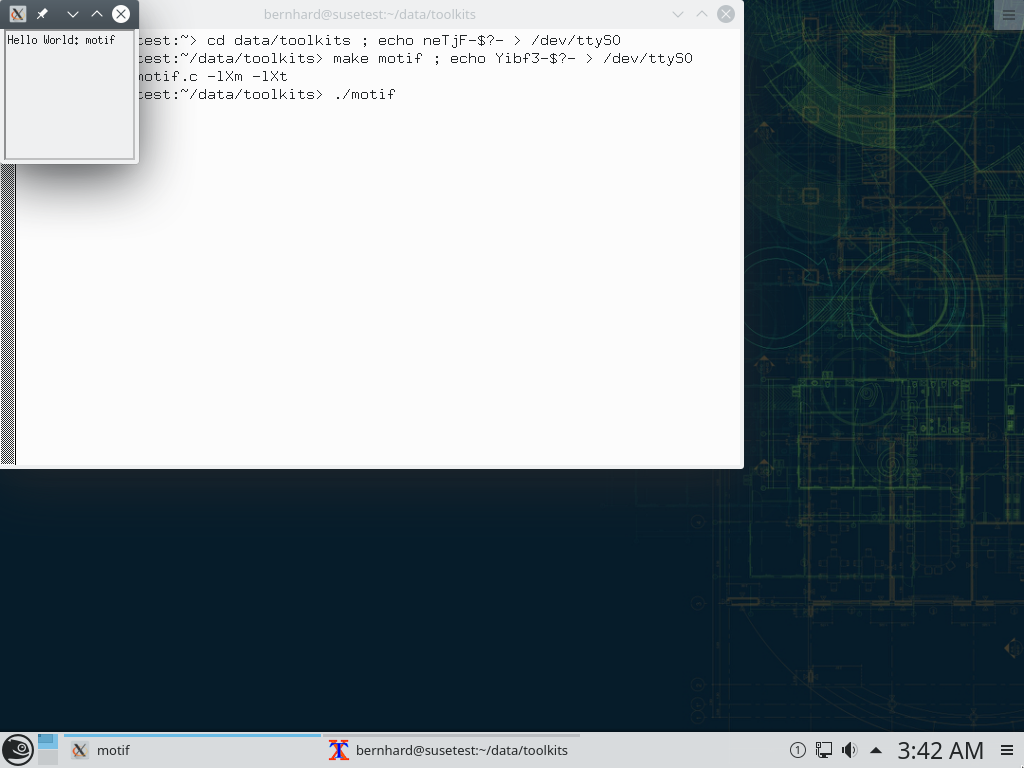 bernhard@susetest:~/data/toolkits
Hello World: motif
test:~> cd data/toolkits ; echo neTjF-$?- > /dev/ttyS0
test:~/data/toolkits> make motif ; echo Yibf3-$?- > /dev/ttyS0
motif.c -lXm -lXt
test:~/data/toolkits> ./motif
motif
bernhard@susetest:~/data/toolkits
1
3:42 AM